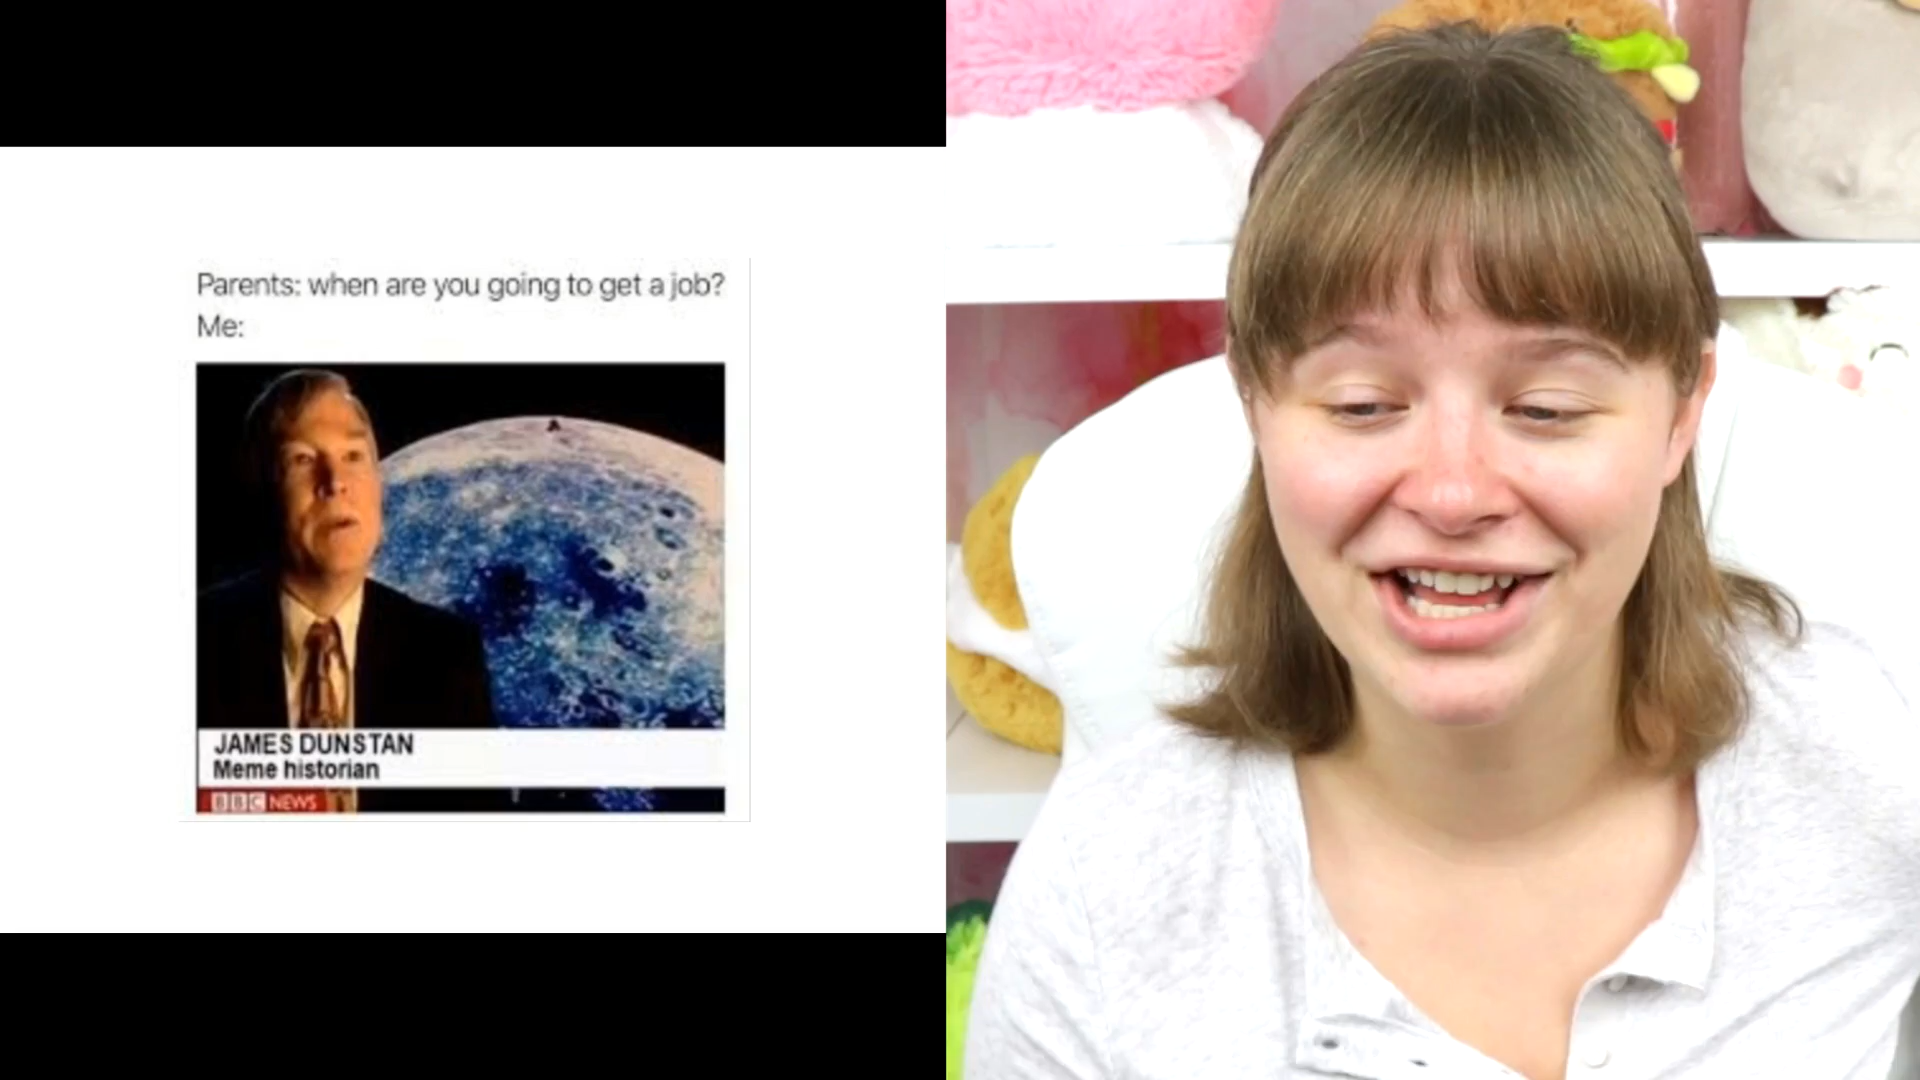 Parents: when are you going to get a job?
Me:
JAMES DUNSTAN
Meme historian
BBC NEWS